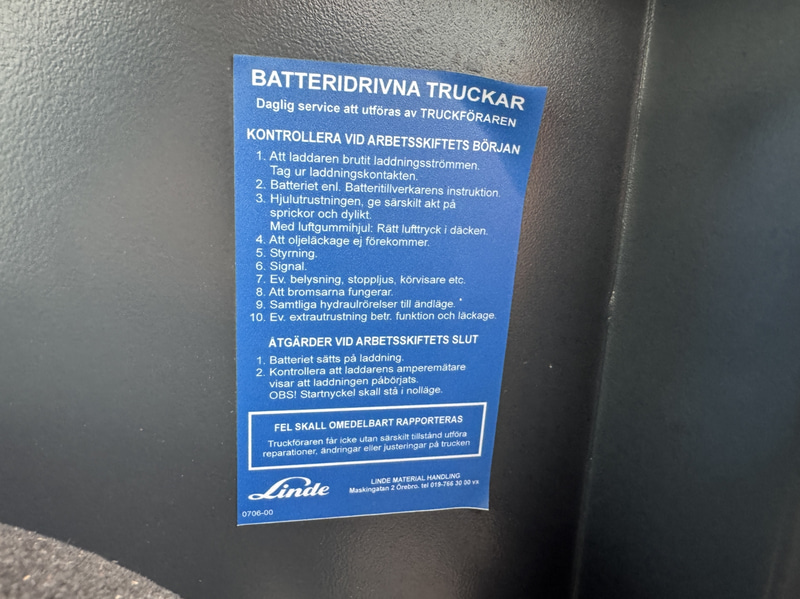 BATTERIDRIVNA TRUCKAR
Daglig service att utföras av TRUCKFÖRAREN
KONTROLLERA VID ARBETSSKIFTETS BÖRJAN
1. Att laddaren brutit laddningsströmmen.
Tag ur laddningskontakten.
2. Batteriet enl. Batteritillverkarens instruktion.
3. Hjulutrustningen, ge särskilt akt på
sprickor och dylikt.
Med luftgummihjul: Rätt lufttryck i däcken.
4. Att oljeläckage ej förekommer.
5. Styrning.
6. Signal.
7. Ev. belysning, stoppljus, körvisare etc.
8. Att bromsarna fungerar.
9. Samtliga hydraulrörelser till ändläge.
10. Ev. extrautrustning betr. funktion och läckage.
ÅTGÄRDER VID ARBETSSKIFTETS SLUT
1. Batteriet sätts på laddning.
2. Kontrollera att laddarens amperemätare
visar att laddningen påbörjats.
OBS! Startnyckel skall stå i nolläge.
FEL SKALL OMEDELBART RAPPORTERAS
Truckföraren får icke utan särskilt tillstånd utföra
reparationer, ändringar eller justeringar på trucken
Linde
LINDE MATERIAL HANDLING
Maskingatan 2 Örebro. tel 019-766 30 00 vx
0706-00